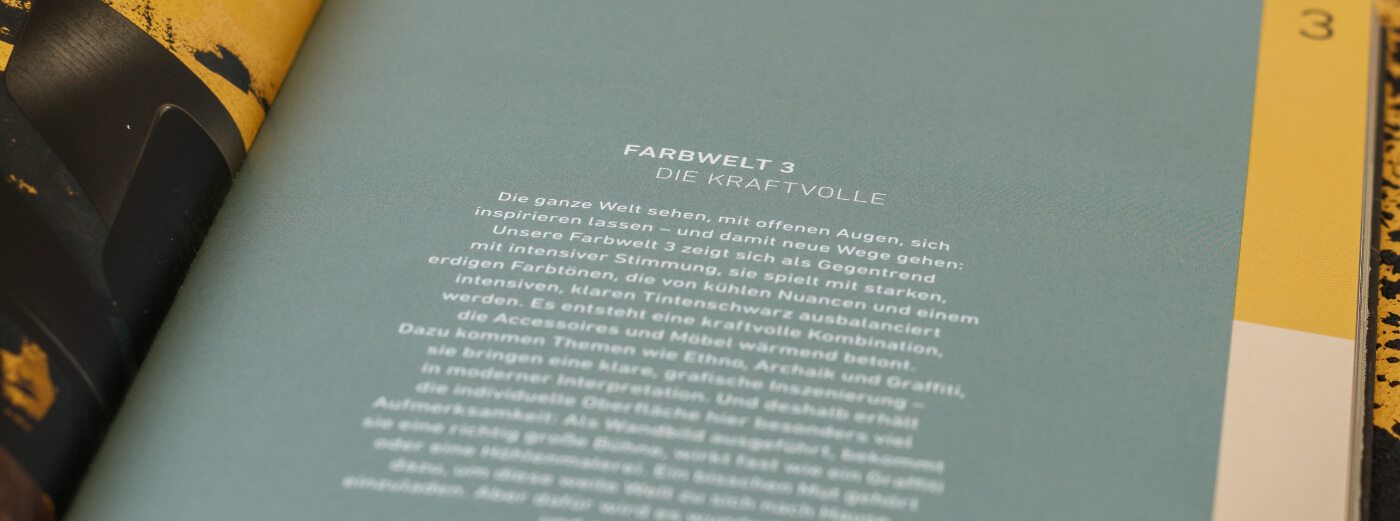 3
FARBWELT 3
DIE KRAFTVOLLE
Die ganze Welt sehen, mit offenen Augen, sich
inspirieren lassen – und damit neue Wege gehen:
Unsere Farbwelt 3 zeigt sich als Gegentrend
mit intensiver Stimmung, sie spielt mit starken,
erdigen Farbtönen, die von kühlen Nuancen und einem
intensiven, klaren Tintenschwarz ausbalanciert
werden. Es entsteht eine kraftvolle Kombination,
die Accessoires und Möbel wärmend betont.
Dazu kommen Themen wie Ethno, Archaik und Graffiti,
sie bringen eine klare, grafische Inszenierung –
in moderner Interpretation. Und deshalb erhält
die individuelle Oberfläche hier besonders viel
Aufmerksamkeit: Als Wandbild ausgeführt, bekommt
sie eine richtig große Bühne, wirkt fast wie ein Graffiti
oder eine Höhlenmalerei. Ein bisschen Mut gehört
dazu, um diese weite Welt zu sich nach Hause
einzuladen. Aber dafür wird es